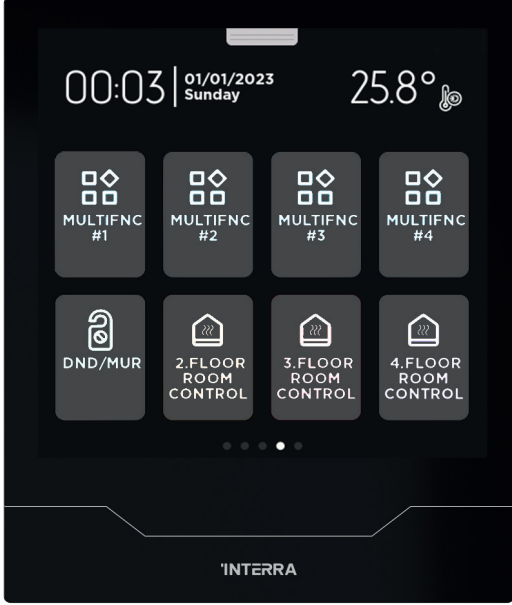 00:03
01/01/2023
Sunday
25.8°
MULTIFNC
#1
MULTIFNC
#2
MULTIFNC
#3
MULTIFNC
#4
DND/MUR
2.FLOOR
ROOM
CONTROL
3.FLOOR
ROOM
CONTROL
4.FLOOR
ROOM
CONTROL
INTERRA